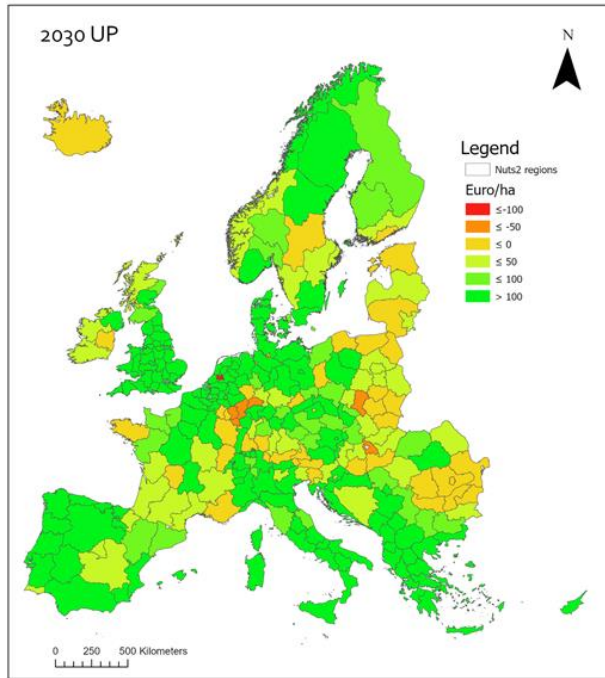 2030 UP
N
Legend
Nuts2 regions
Euro/ha
≤-100
≤ -50
≤ 0
≤ 50
≤ 100
> 100
0 250 500 Kilometers